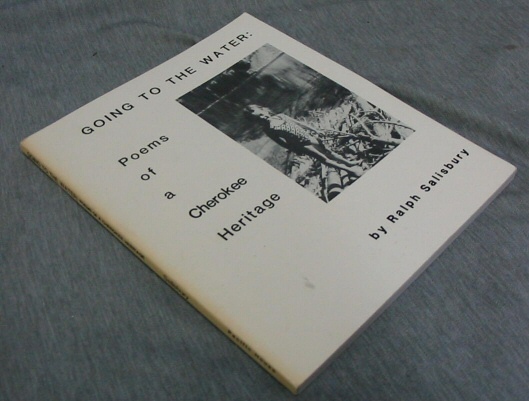 GOING TO THE WATER:
Poems
of
a
Cherokee
Heritage
by Ralph Salisbury